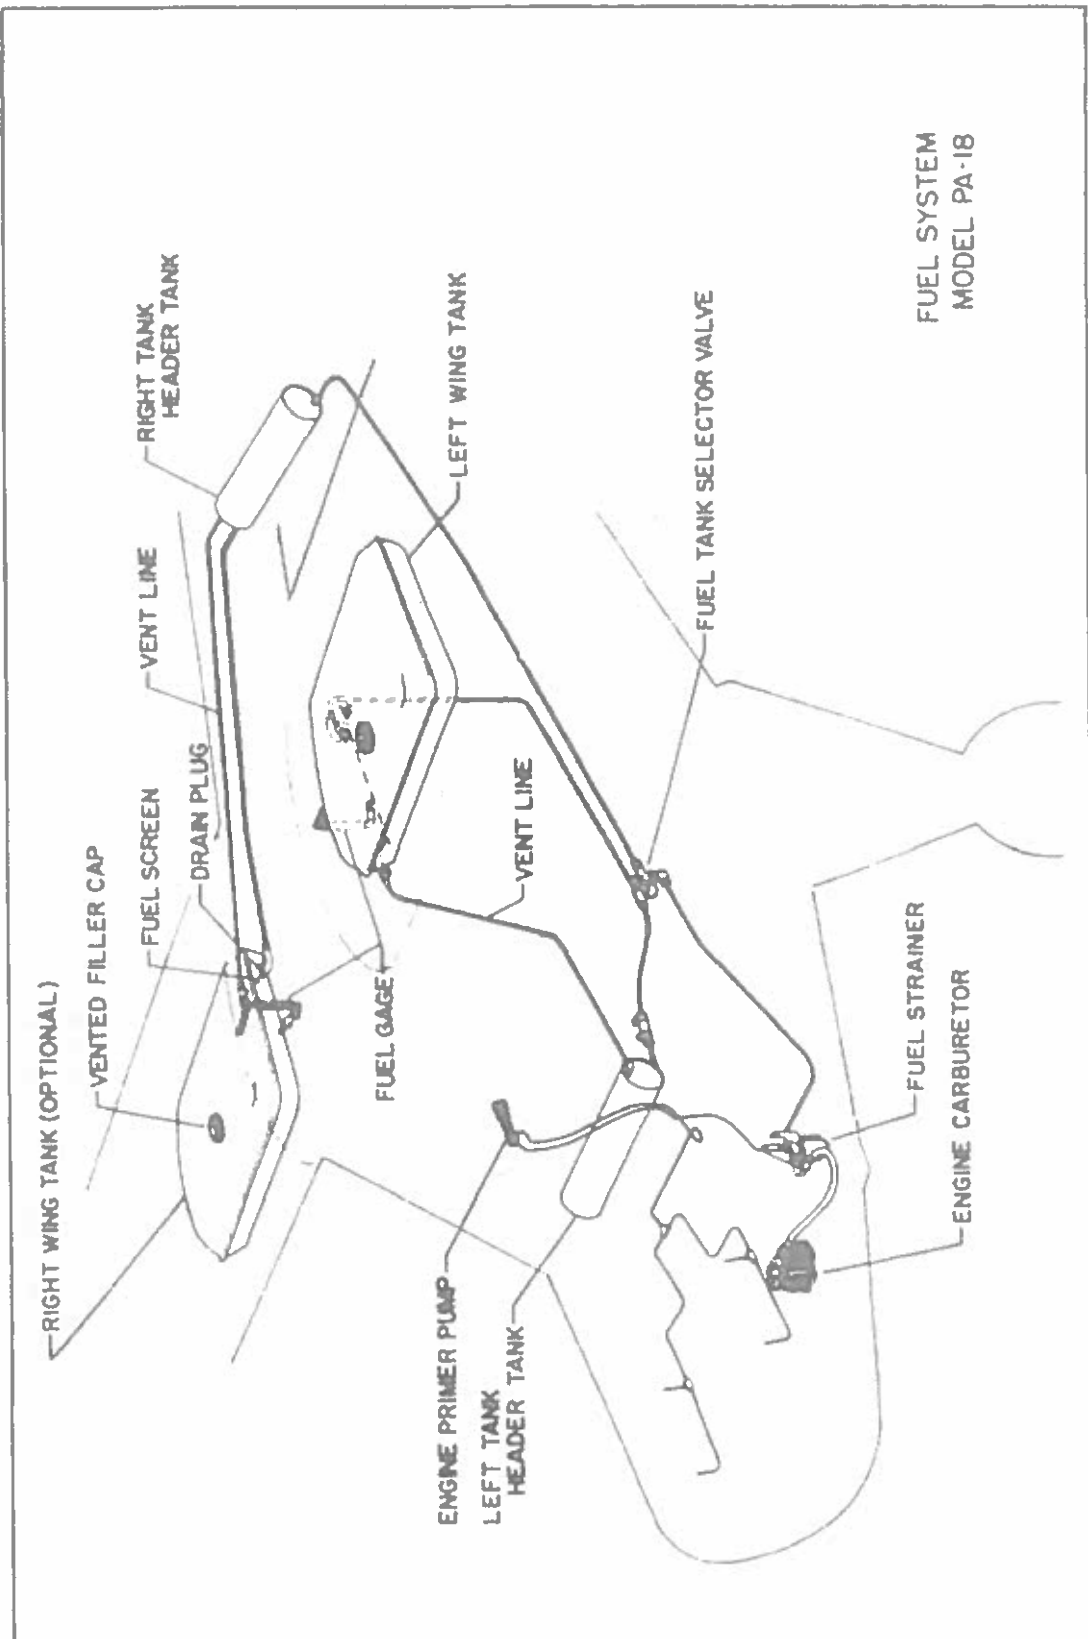 RIGHT WING TANK (OPTIONAL)
VENTED FILLER CAP
FUEL SCREEN
DRAIN PLUG
VENT LINE
RIGHT TANK
HEADER TANK
FUEL GAGE
LEFT WING TANK
ENGINE PRIMER PUMP
LEFT TANK
HEADER TANK
VENT LINE
FUEL TANK SELECTOR VALVE
FUEL STRAINER
ENGINE CARBURETOR
FUEL SYSTEM
MODEL PA-18